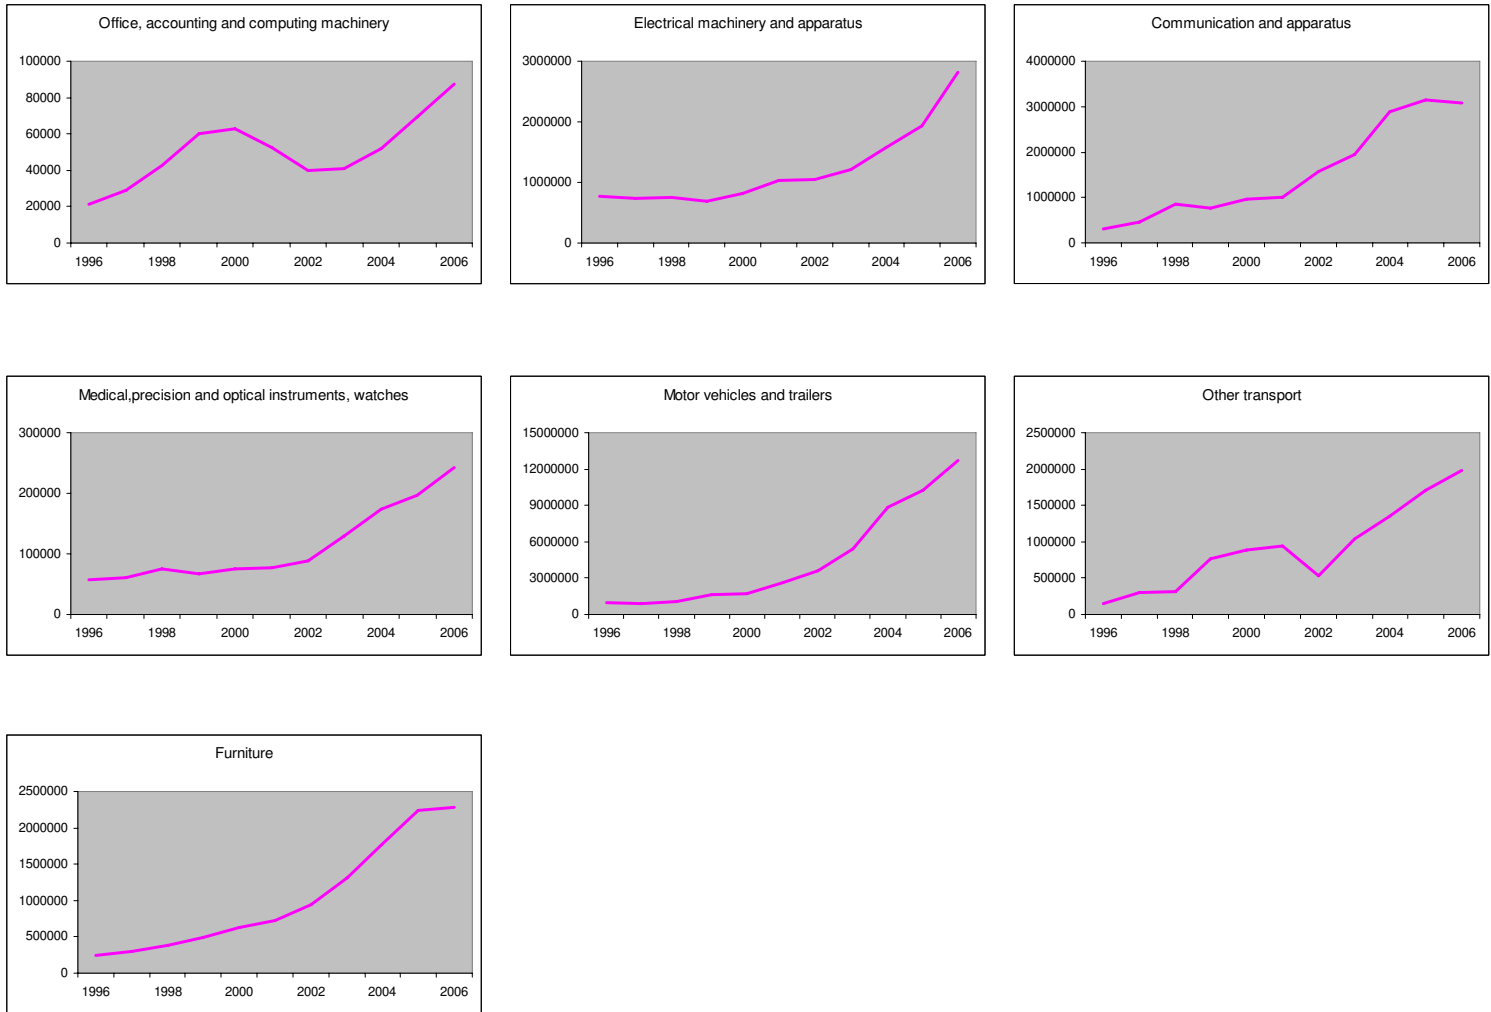 Office, accounting and computing machinery
100000
80000
60000
40000
20000
0
1996 1998 2000 2002 2004 2006
Electrical machinery and apparatus
3000000
2000000
1000000
0
1996 1998 2000 2002 2004 2006
Communication and apparatus
4000000
3000000
2000000
1000000
0
1996 1998 2000 2002 2004 2006
Medical,precision and optical instruments, watches
300000
200000
100000
0
1996 1998 2000 2002 2004 2006
Motor vehicles and trailers
15000000
12000000
9000000
6000000
3000000
0
1996 1998 2000 2002 2004 2006
Other transport
2500000
2000000
1500000
1000000
500000
0
1996 1998 2000 2002 2004 2006
Furniture
2500000
2000000
1500000
1000000
500000
0
1996 1998 2000 2002 2004 2006